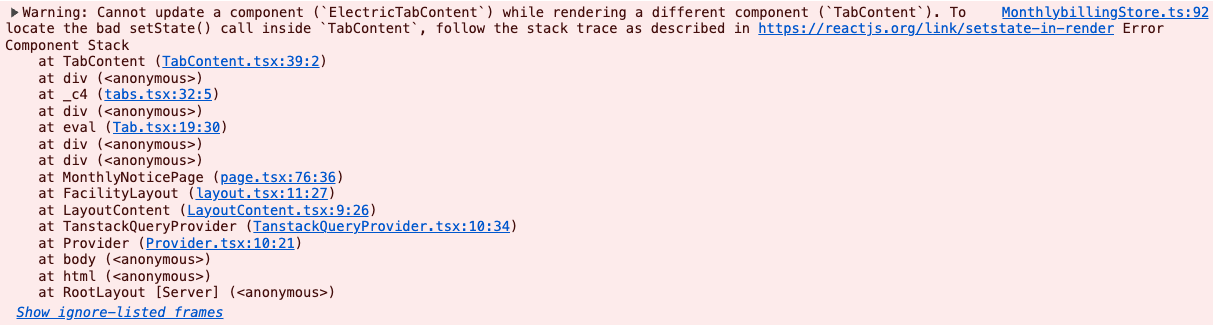 ▶Warning: Cannot update a component (`ElectricTabContent`) while rendering a different component (`TabContent`). To MonthlybillingStore.ts:92
locate the bad setState() call inside `TabContent`, follow the stack trace as described in https://reactjs.org/link/setstate-in-render Error
Component Stack
at TabContent (TabContent.tsx:39:2)
at div (<anonymous>)
at _c4 (tabs.tsx:32:5)
at div (<anonymous>)
at eval (Tab.tsx:19:30)
at div (<anonymous>)
at div (<anonymous>)
at MonthlyNoticePage (page.tsx:76:36)
at FacilityLayout (layout.tsx:11:27)
at LayoutContent (LayoutContent.tsx:9:26)
at TanstackQueryProvider (TanstackQueryProvider.tsx:10:34)
at Provider (Provider.tsx:10:21)
at body (<anonymous>)
at html (<anonymous>)
at RootLayout [Server] (<anonymous>)
Show ignore-listed frames